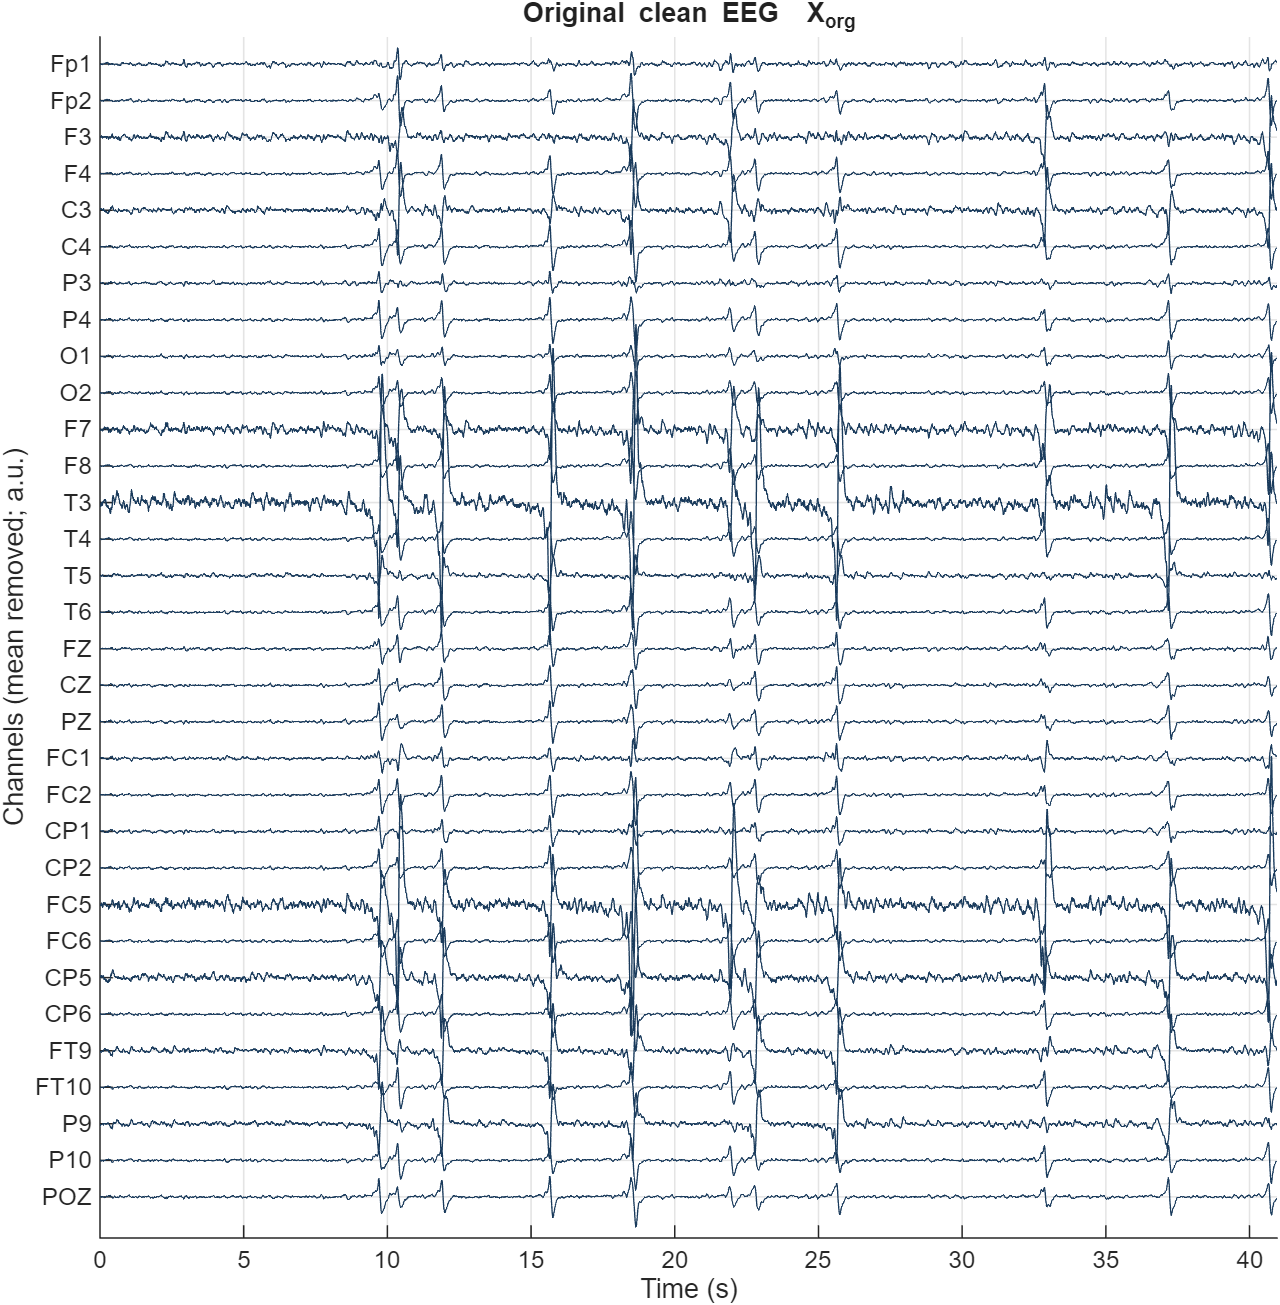 Original clean EEG X_org
Fp1
Fp2
F3
F4
C3
C4
P3
P4
O1
O2
F7
F8
T3
T4
T5
T6
FZ
CZ
PZ
FC1
FC2
CP1
CP2
FC5
FC6
CP5
CP6
FT9
FT10
P9
P10
POZ
Channels (mean removed; a.u.)
0 5 10 15 20 25 30 35 40
Time (s)